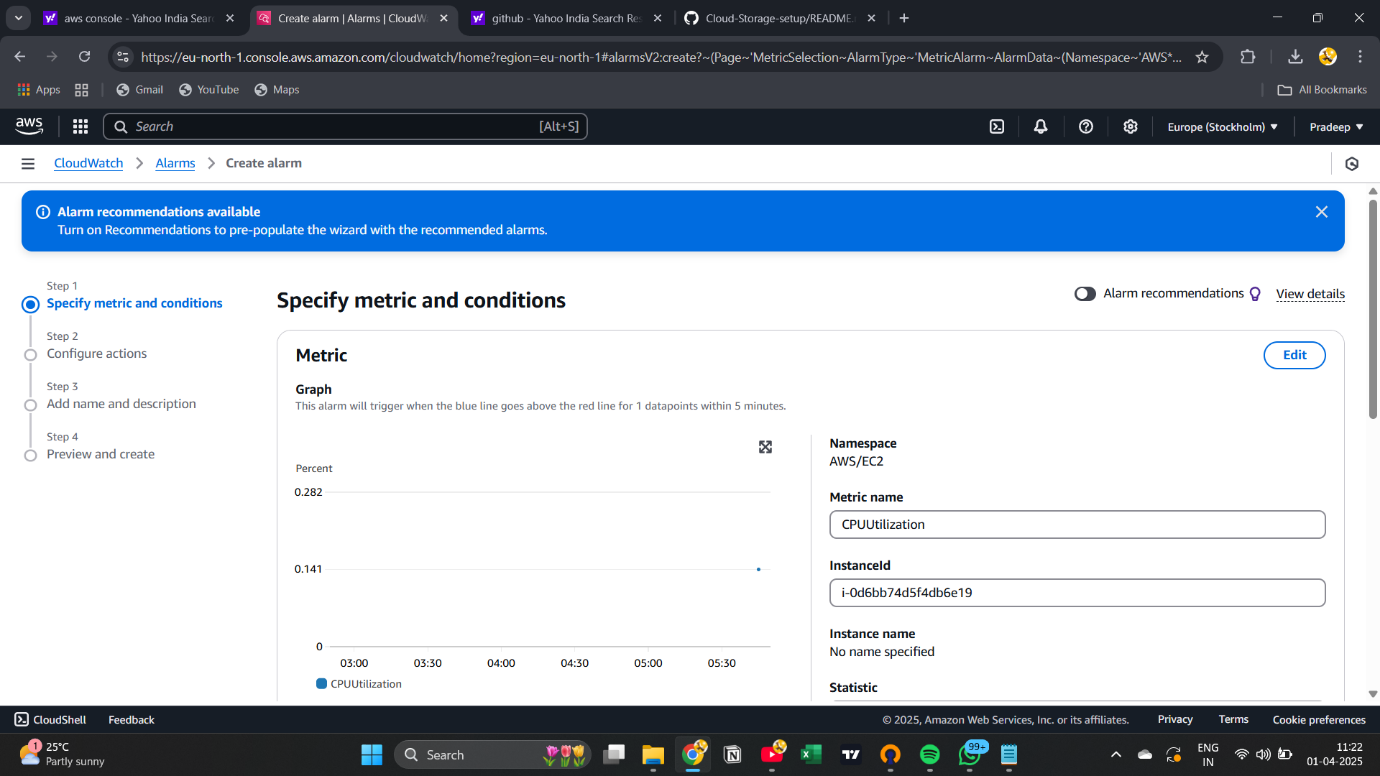 aws console - Yahoo India Sear
Create alarm | Alarms | CloudW
github - Yahoo India Search Re
Cloud-Storage-setup/README.
https://eu-north-1.console.aws.amazon.com/cloudwatch/home?region=eu-north-1#alarmsV2:create?~(Page~'MetricSelection~AlarmType~'MetricAlarm~AlarmData~(Namespace~'AWS*...
Apps
Gmail
YouTube
Maps
All Bookmarks
aws
Search
[Alt+S]
Europe (Stockholm)
Pradeep
CloudWatch
Alarms
Create alarm
Alarm recommendations available
Turn on Recommendations to pre-populate the wizard with the recommended alarms.
Step 1
Specify metric and conditions
Step 2
Configure actions
Step 3
Add name and description
Step 4
Preview and create
Specify metric and conditions
Alarm recommendations
View details
Metric
Edit
Graph
This alarm will trigger when the blue line goes above the red line for 1 datapoints within 5 minutes.
Percent
0.282
0.141
0
03:00
03:30
04:00
04:30
05:00
05:30
CPUUtilization
Namespace
AWS/EC2
Metric name
CPUUtilization
InstanceId
i-0d6bb74d5f4db6e19
Instance name
No name specified
Statistic
CloudShell
Feedback
© 2025, Amazon Web Services, Inc. or its affiliates.
Privacy
Terms
Cookie preferences
1
25°C
Partly sunny
Search
99+
ENG
IN
11:22
01-04-2025